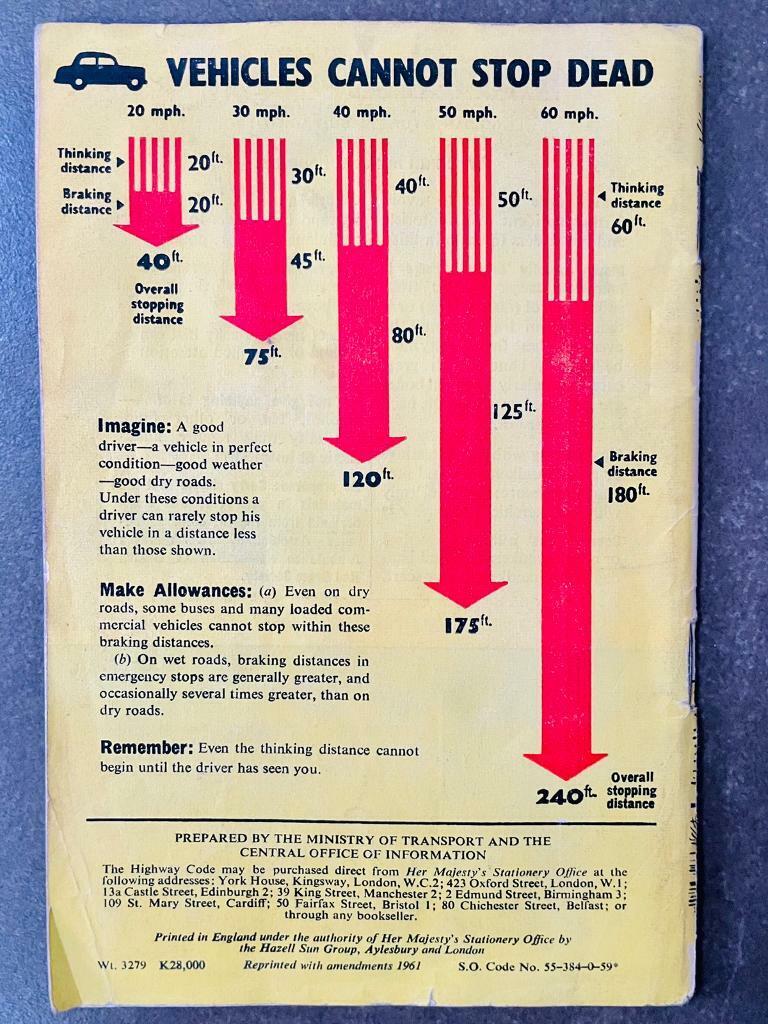 VEHICLES CANNOT STOP DEAD
20 mph. 30 mph. 40 mph. 50 mph. 60 mph.
Thinking
distance
20ft.
Braking
distance
20ft.
40ft.
Overall
stopping
distance
30ft.
45ft.
75ft.
40ft.
80ft.
120ft.
50ft.
125ft.
175ft.
Thinking
distance
60ft.
Braking
distance
180ft.
240ft.
Overall
stopping
distance
Imagine: A good
driver—a vehicle in perfect
condition—good weather
—good dry roads.
Under these conditions a
driver can rarely stop his
vehicle in a distance less
than those shown.
Make Allowances: (a) Even on dry
roads, some buses and many loaded com-
mercial vehicles cannot stop within these
braking distances.
(b) On wet roads, braking distances in
emergency stops are generally greater, and
occasionally several times greater, than on
dry roads.
Remember: Even the thinking distance cannot
begin until the driver has seen you.
PREPARED BY THE MINISTRY OF TRANSPORT AND THE
CENTRAL OFFICE OF INFORMATION
The Highway Code may be purchased direct from Her Majesty's Stationery Office at the
following addresses: York House, Kingsway, London, W.C.2; 423 Oxford Street, London, W.1;
13a Castle Street, Edinburgh 2; 39 King Street, Manchester 2; 2 Edmund Street, Birmingham 3;
109 St. Mary Street, Cardiff; 50 Fairfax Street, Bristol 1; 80 Chichester Street, Belfast; or
through any bookseller.
Printed in England under the authority of Her Majesty's Stationery Office by
the Hazell Sun Group, Aylesbury and London
Wt. 3279 K28,000 Reprinted with amendments 1961 S.O. Code No. 55-384-0-59*